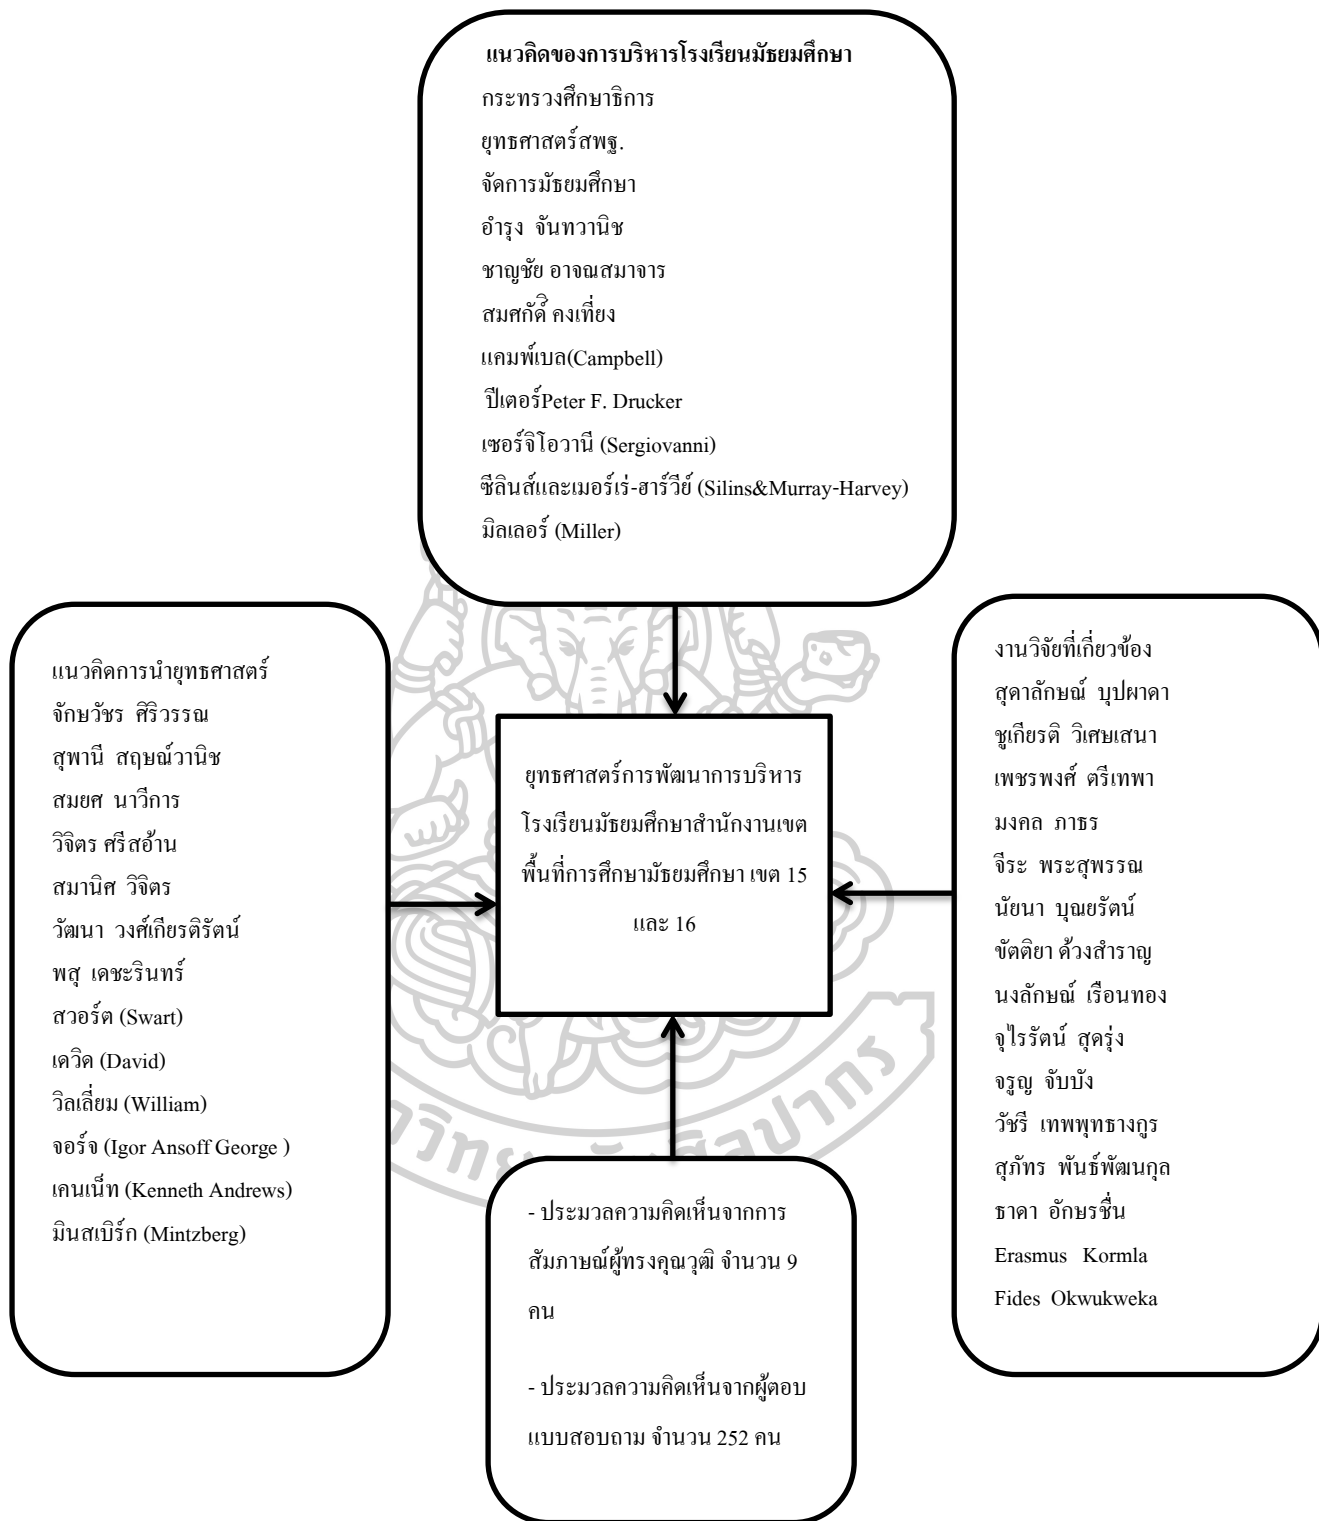 แนวคิดของการบริหารโรงเรียนมัธยมศึกษา
กระทรวงศึกษาธิการ
ยุทธศาสตร์สพฐ.
จัดการมัธยมศึกษา
อำรุง จันทวานิช
ชาญชัย อาจณสมาจาร
สมศักดิ์ คงเที่ยง
แคมพ์เบล(Campbell)
ปีเตอร์Peter F. Drucker
เซอร์จิโอวานี (Sergiovanni)
ซีลินส์และเมอร์เร่-ฮาร์วีย์ (Silins&Murray-Harvey)
มิลเลอร์ (Miller)
แนวคิดการนำยุทธศาสตร์
จักษวัชร ศิริวรรณ
สุพานี สฤษณ์วานิช
สมยศ นาวีการ
วิจิตร ศรีสอ้าน
สมานิศ วิจิตร
วัฒนา วงศ์เกียรติรัตน์
พสุ เดชะรินทร์
สวอร์ต (Swart)
เดวิด (David)
วิลเลี่ยม (William)
จอร์จ (Igor Ansoff George )
เคนเน็ท (Kenneth Andrews)
มินสเบิร์ก (Mintzberg)
ยุทธศาสตร์การพัฒนาการบริหาร
โรงเรียนมัธยมศึกษาสำนักงานเขต
พื้นที่การศึกษามัธยมศึกษา เขต 15
และ 16
งานวิจัยที่เกี่ยวข้อง
สุดาลักษณ์ บุปผาดา
ชูเกียรติ วิเศษเสนา
เพชรพงศ์ ตรีเทพา
มงคล ภาธร
จีระ พระสุพรรณ
นัยนา บุณยรัตน์
ขัตติยา ด้วงสำราญ
นงลักษณ์ เรือนทอง
จุไรรัตน์ สุดรุ่ง
จรูญ จับบัง
วัชรี เทพพุทธางกูร
สุภัทร พันธ์พัฒนกุล
ธาดา อักษรชื่น
Erasmus Kormla
Fides Okwukweka
- ประมวลความคิดเห็นจากการ
สัมภาษณ์ผู้ทรงคุณวุฒิ จำนวน 9
คน
- ประมวลความคิดเห็นจากผู้ตอบ
แบบสอบถาม จำนวน 252 คน